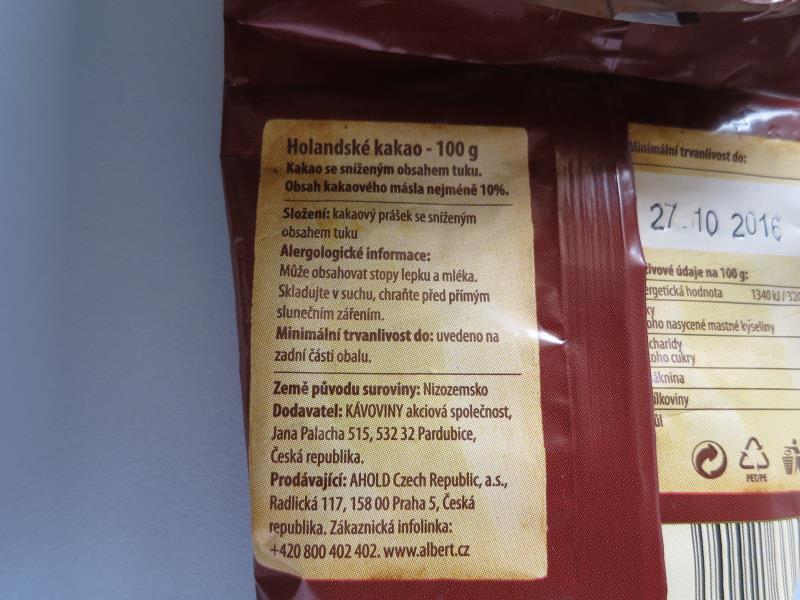 Holandské kakao - 100 g
Kakao se sníženým obsahem tuku.
Obsah kakaového másla nejméně 10%.
Složení: kakaový prášek se sníženým
obsahem tuku
Alergologické informace:
Může obsahovat stopy lepku a mléka.
Skladujte v suchu, chraňte před přímým
slunečním zářením.
Minimální trvanlivost do: uvedeno na
zadní části obalu.
Země původu suroviny: Nizozemsko
Dodavatel: KÁVOVINY akciová společnost,
Jana Palacha 515, 532 32 Pardubice,
Česká republika.
Prodávající: AHOLD Czech Republic, a.s.,
Radlická 117, 158 00 Praha 5, Česká
republika. Zákaznická infolinka:
+420 800 402 402. www.albert.cz
Minimální trvanlivost do:
27.10 2016
údaje na 100 g:
hodnota 1340 kJ /
nasycené mastné kyseliny
cukry
PET/PE